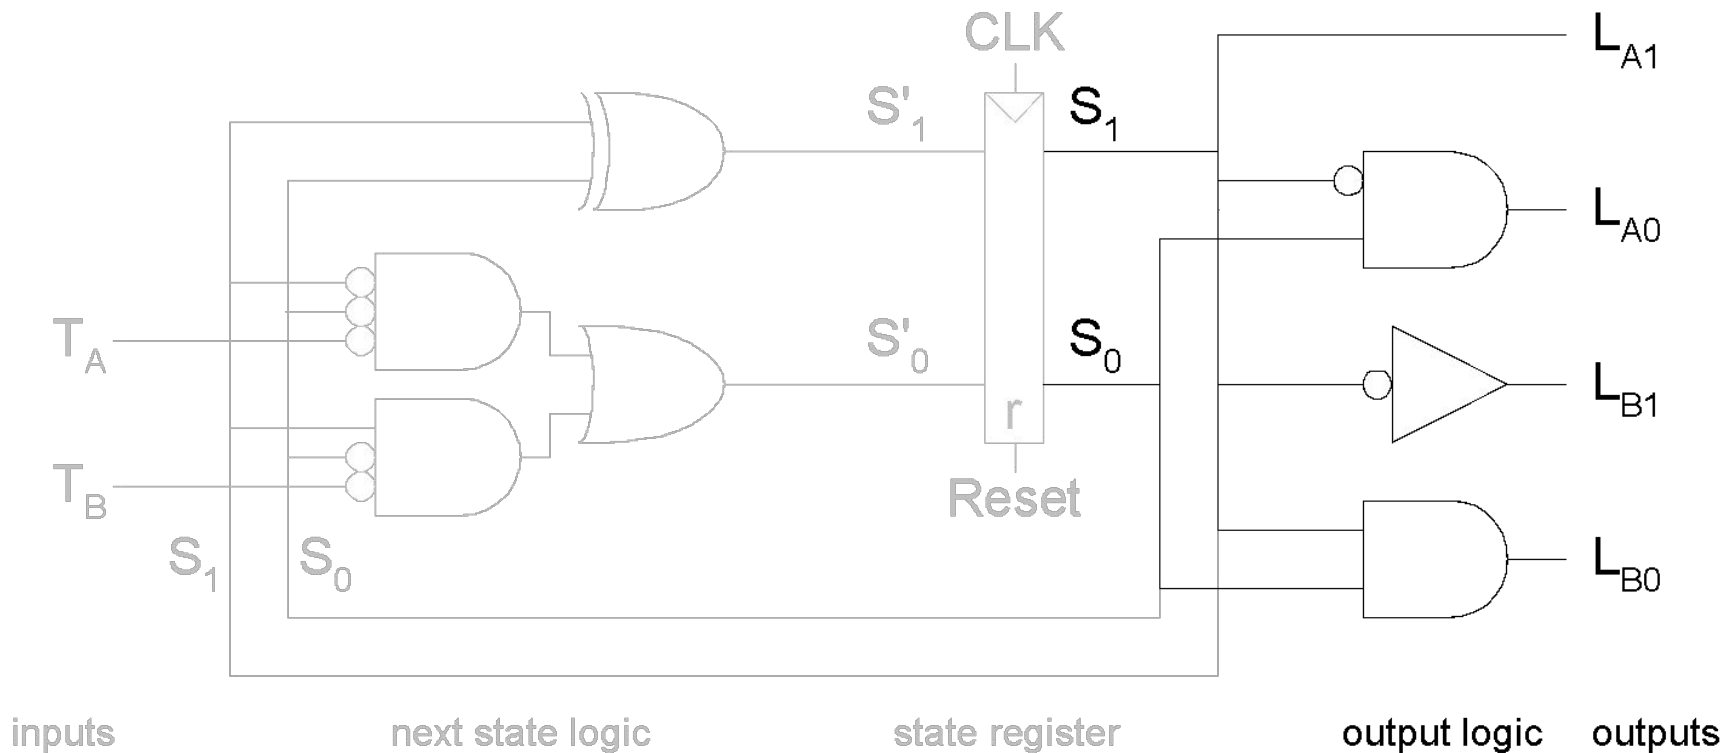 CLK
L_A1
S'_1
S_1
L_A0
T_A
S'_0
S_0
L_B1
r
T_B
Reset
S_1
S_0
L_B0
inputs
next state logic
state register
output logic
outputs